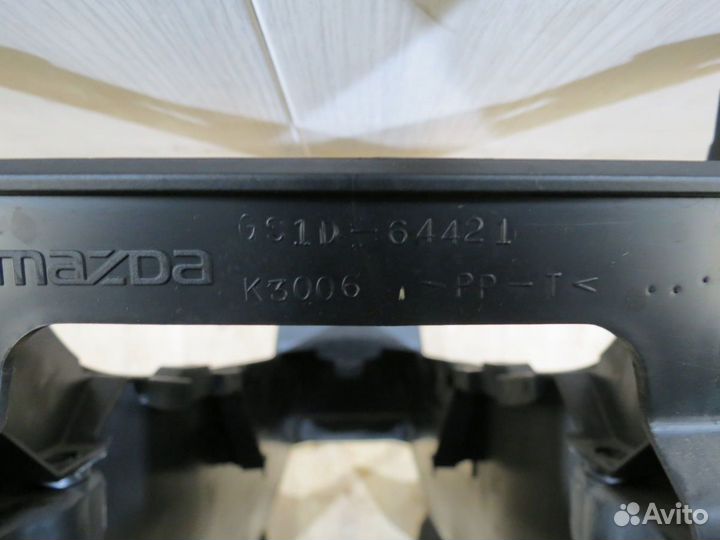 GS1D-64421
mazda
K3006 >PP-T<
Avito